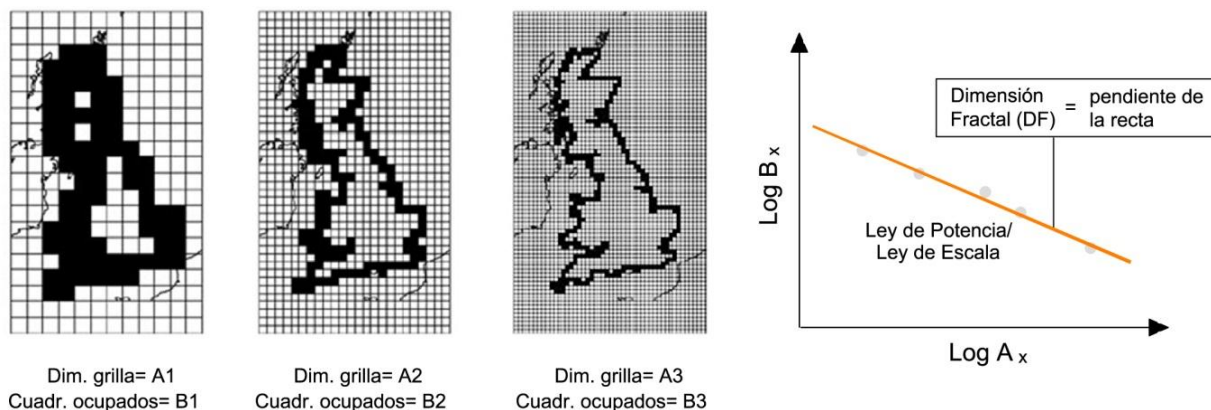 Dim. grilla= A1
Cuadr. ocupados= B1
Dim. grilla= A2
Cuadr. ocupados= B2
Dim. grilla= A3
Cuadr. ocupados= B3
Log B x
Dimensión
Fractal (DF)
=
pendiente de
la recta
Ley de Potencia/
Ley de Escala
Log A x